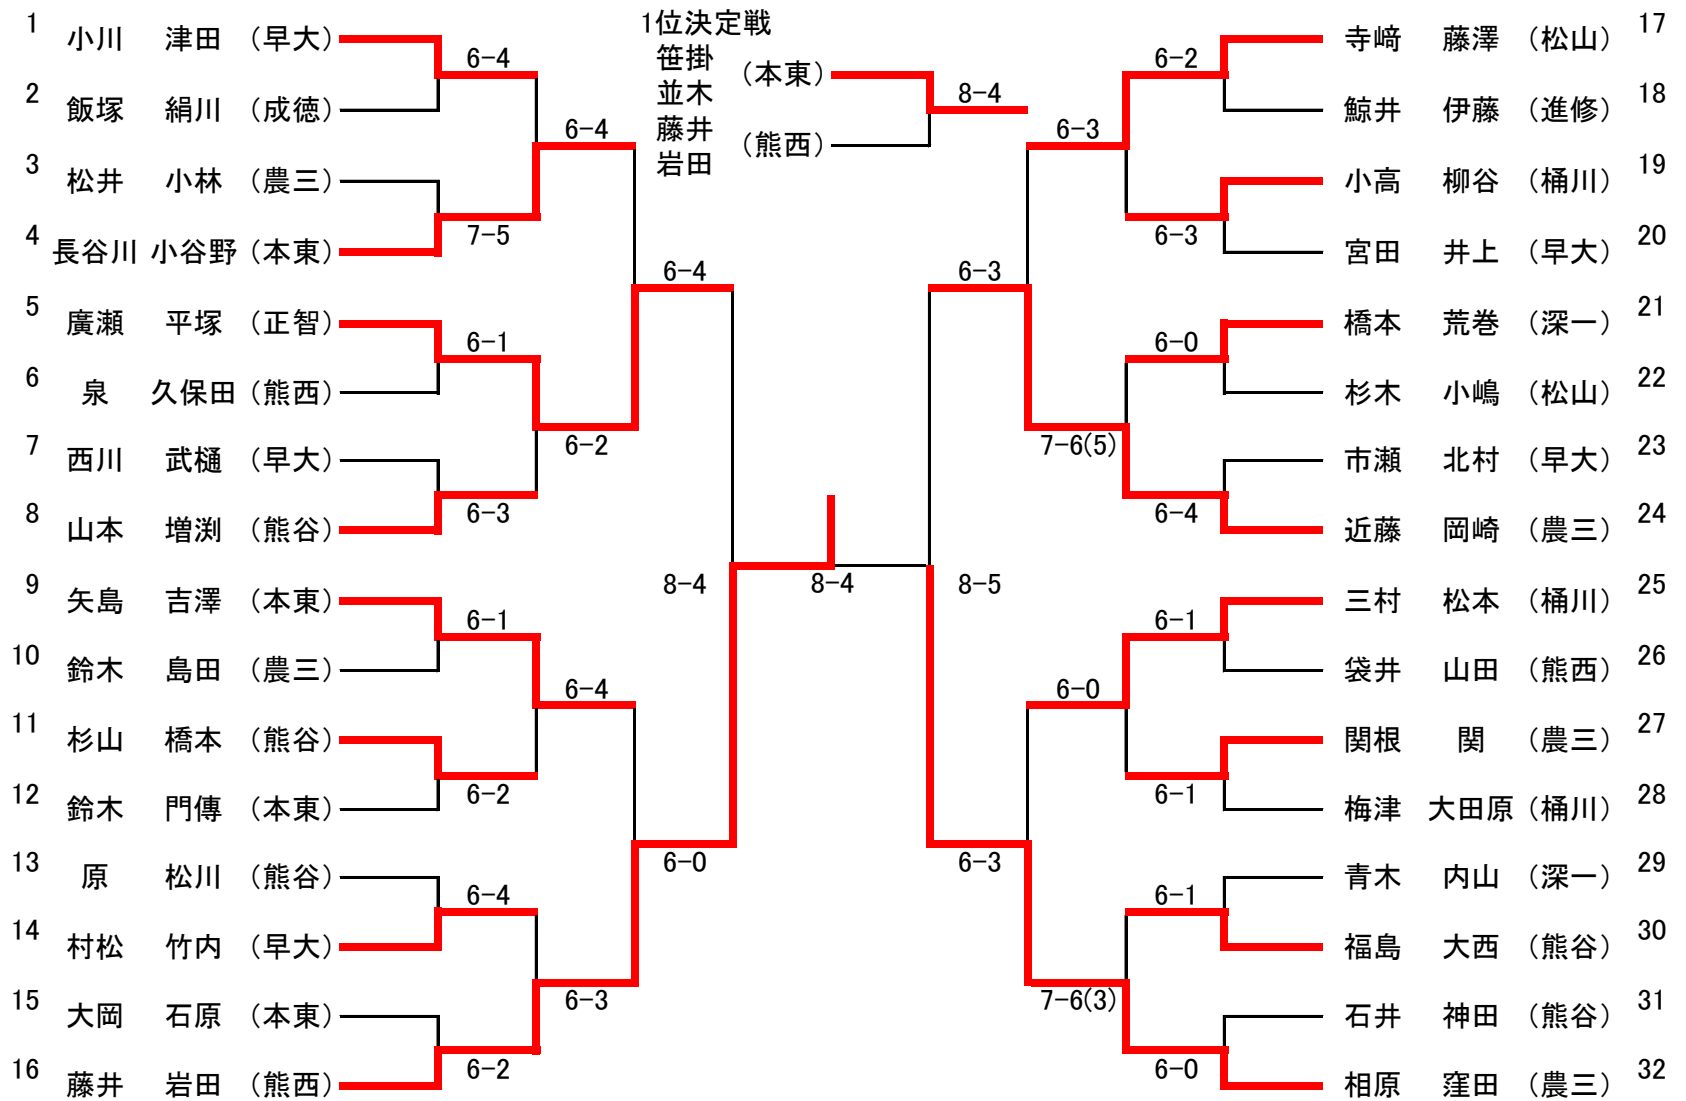 1 小川 津田 (早大)
2 飯塚 絹川 (成徳)
3 松井 小林 (農三)
4 長谷川 小谷野 (本東)
5 廣瀬 平塚 (正智)
6 泉 久保田 (熊西)
7 西川 武樋 (早大)
8 山本 増渕 (熊谷)
9 矢島 吉澤 (本東)
10 鈴木 島田 (農三)
11 杉山 橋本 (熊谷)
12 鈴木 門傳 (本東)
13 原 松川 (熊谷)
14 村松 竹内 (早大)
15 大岡 石原 (本東)
16 藤井 岩田 (熊西)
6-4
7-5
6-1
6-3
6-1
6-2
6-4
6-2
6-4
6-2
6-4
6-3
6-4
6-0
8-4
1位決定戦
笹掛
並木
(本東)
藤井
岩田
(熊西)
8-4
8-4
8-5
6-3
6-3
6-3
7-6(5)
6-0
7-6(3)
6-2
6-3
6-0
6-4
6-1
6-1
6-1
6-0
寺﨑 藤澤 (松山) 17
鯨井 伊藤 (進修) 18
小高 柳谷 (桶川) 19
宮田 井上 (早大) 20
橋本 荒巻 (深一) 21
杉木 小嶋 (松山) 22
市瀬 北村 (早大) 23
近藤 岡崎 (農三) 24
三村 松本 (桶川) 25
袋井 山田 (熊西) 26
関根 関 (農三) 27
梅津 大田原 (桶川) 28
青木 内山 (深一) 29
福島 大西 (熊谷) 30
石井 神田 (熊谷) 31
相原 窪田 (農三) 32